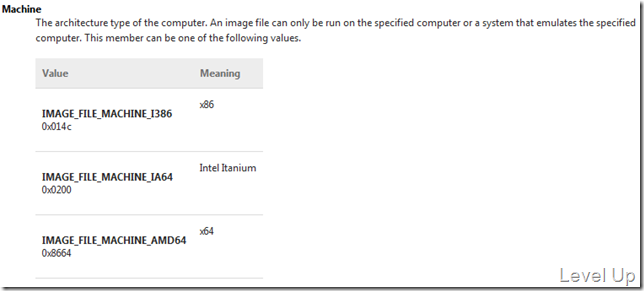 Machine
The architecture type of the computer. An image file can only be run on the specified computer or a system that emulates the specified
computer. This member can be one of the following values.
Value Meaning
IMAGE_FILE_MACHINE_I386 x86
0x014c
IMAGE_FILE_MACHINE_IA64 Intel Itanium
0x0200
IMAGE_FILE_MACHINE_AMD64 x64
0x8664
Level Up